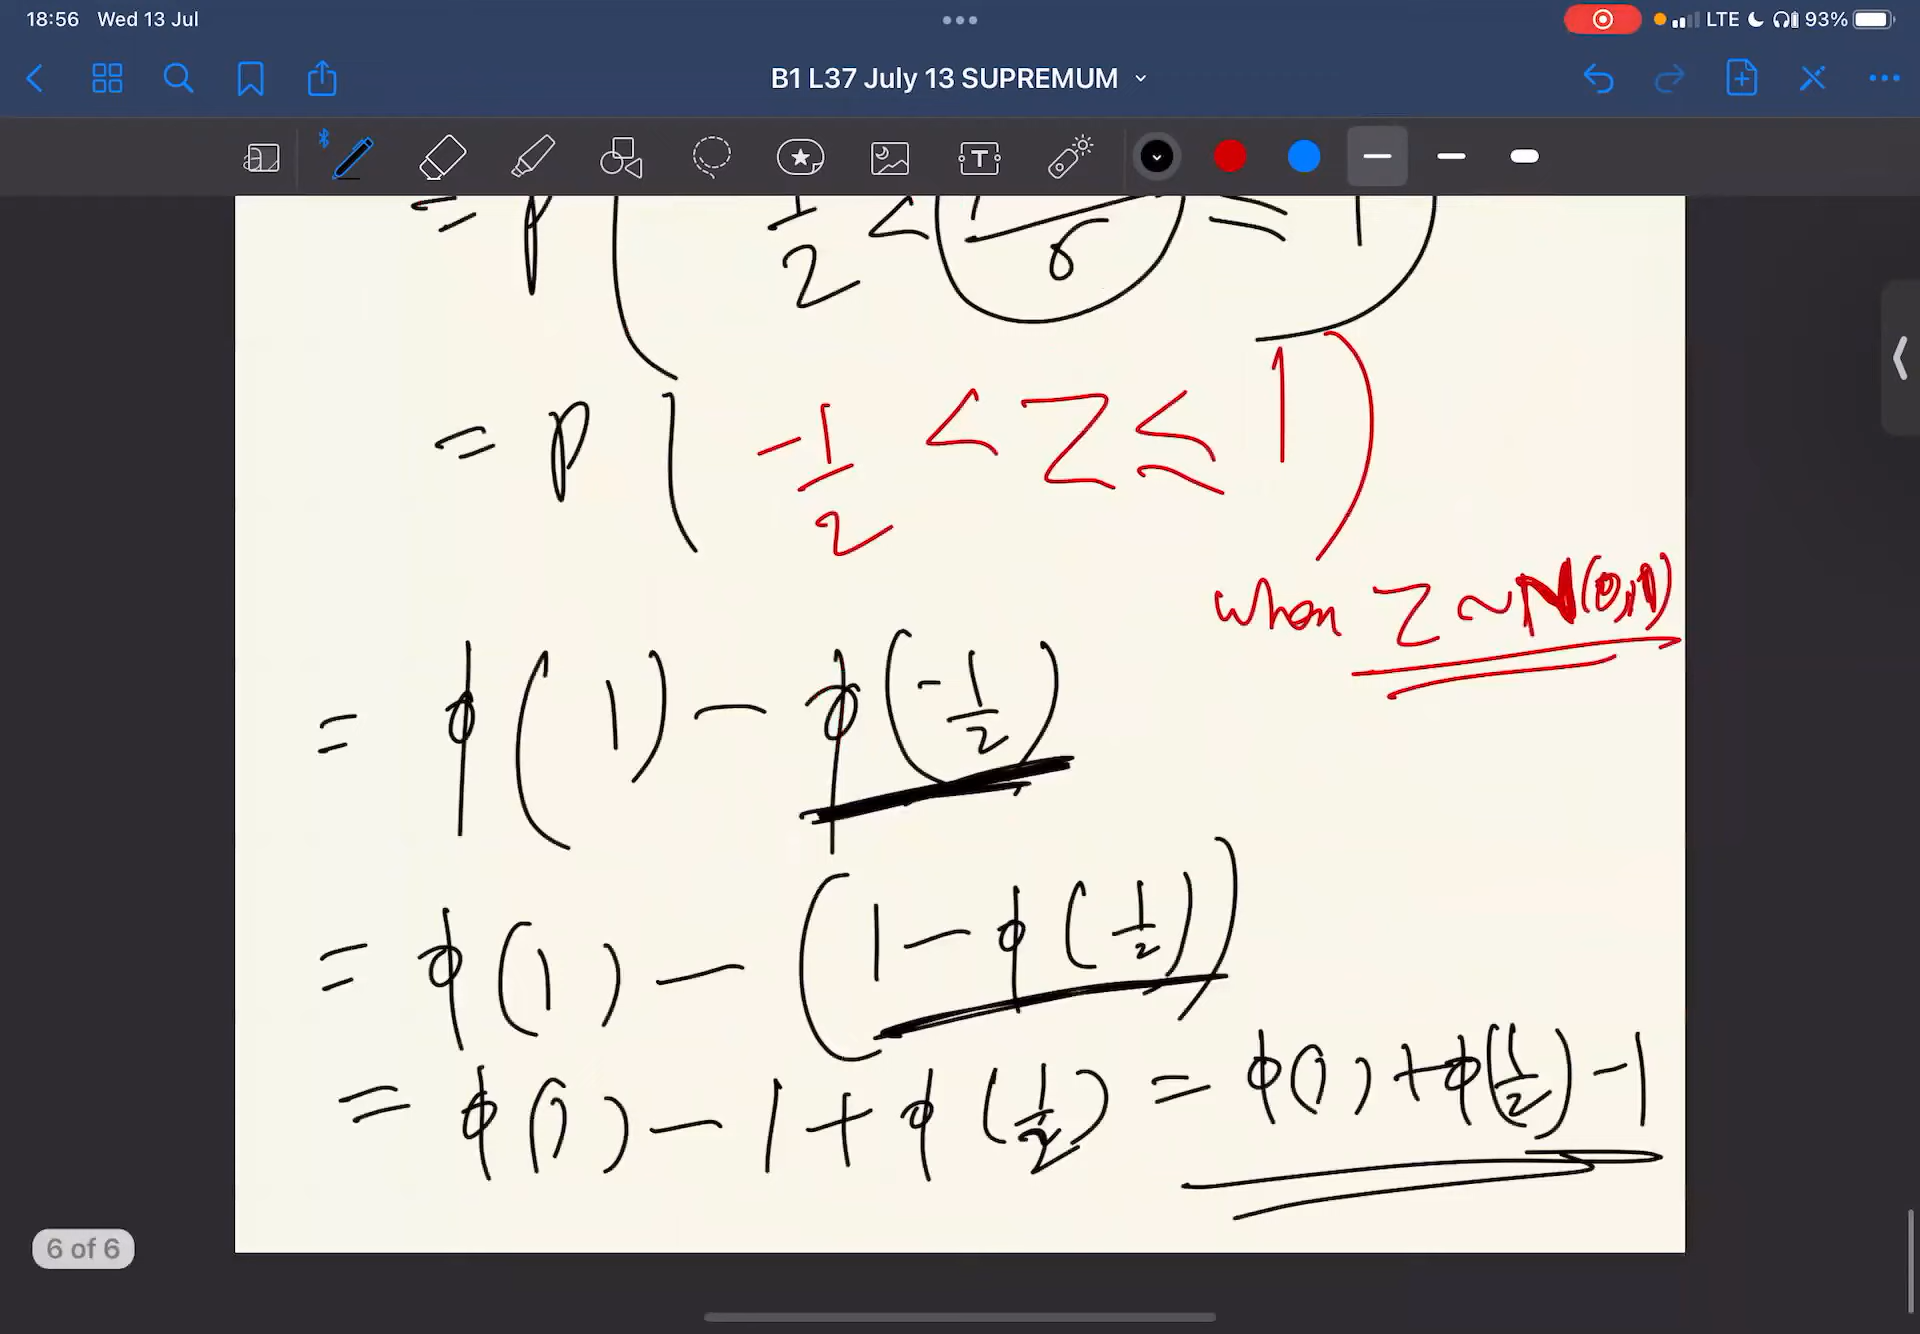 18:56 Wed 13 Jul LTE 93%
B1 L37 July 13 SUPREMUM
= P ( 1/2 < /σ = 1 )
= P ( -1/2 < Z ≤ 1 )
when Z ~ N(0,1)
= φ(1) - φ(-1/2)
= φ(1) - (1 - φ(1/2))
= φ(1) - 1 + φ(1/2) = φ(1) + φ(1/2) - 1
6 of 6